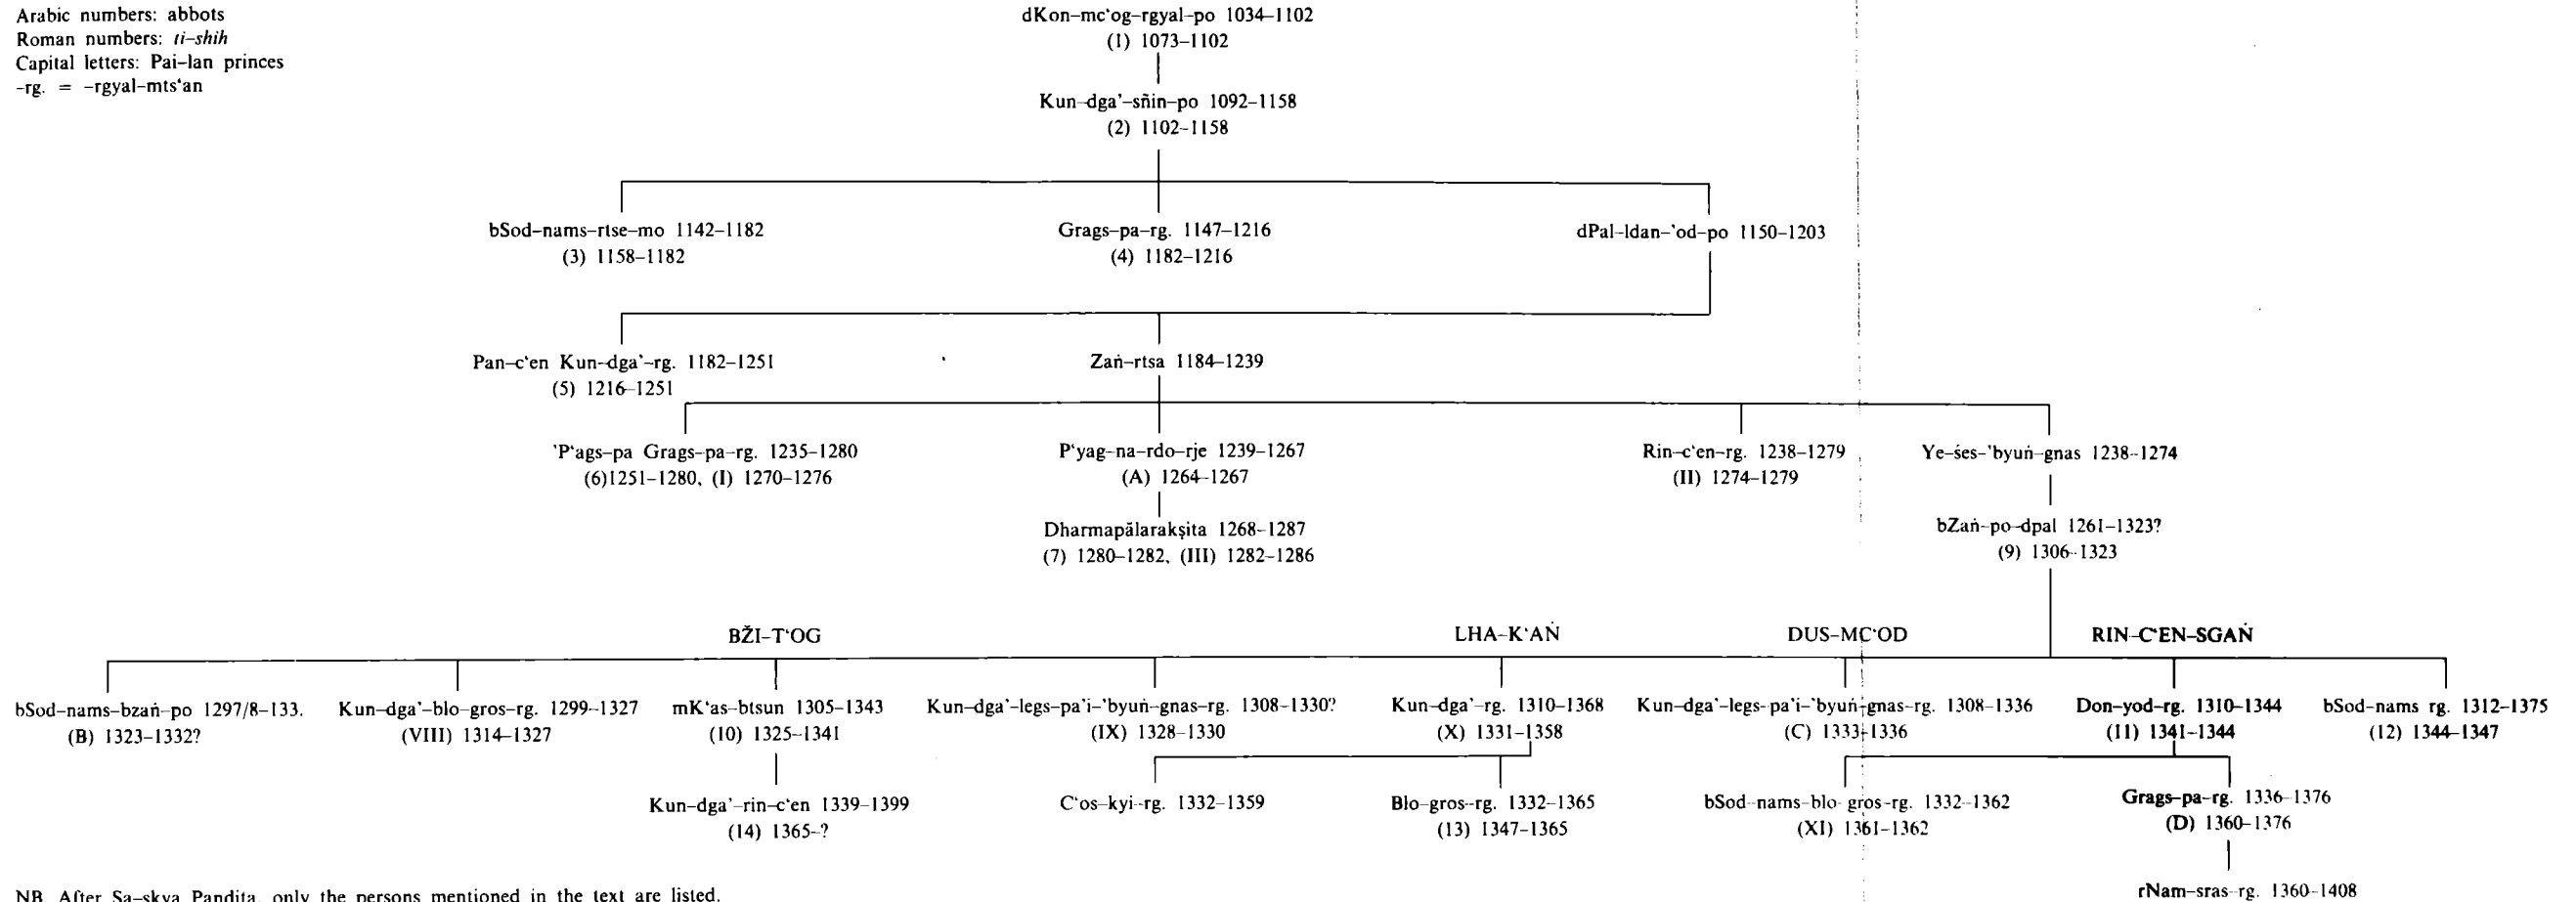 Arabic numbers: abbots
Roman numbers: ti–shih
Capital letters: Pai–lan princes
-rg. = -rgyal-mts‘an
dKon–mc‘og–rgyal–po 1034–1102
(1) 1073–1102
Kun–dga’–sñin–po 1092–1158
(2) 1102–1158
bSod–nams–rtse–mo 1142–1182
(3) 1158–1182
Grags–pa–rg. 1147–1216
(4) 1182–1216
dPal–ldan–’od–po 1150–1203
Pan–c‘en Kun–dga’–rg. 1182–1251
(5) 1216–1251
Zaṅ–rtsa 1184–1239
’P‘ags–pa Grags–pa–rg. 1235–1280
(6)1251–1280, (I) 1270–1276
P‘yag–na–rdo–rje 1239–1267
(A) 1264–1267
Rin–c‘en–rg. 1238–1279
(II) 1274–1279
Ye–śes–’byuṅ–gnas 1238–1274
Dharmapālarakṣita 1268–1287
(7) 1280–1282, (III) 1282–1286
bZaṅ–po–dpal 1261–1323?
(9) 1306–1323
BŽI–T‘OG
LHA–K‘AṄ
DUS–MC‘OD
RIN–C‘EN–SGAṄ
bSod–nams–bzaṅ–po 1297/8–133.
(B) 1323–1332?
Kun–dga’–blo–gros–rg. 1299–1327
(VIII) 1314–1327
mK‘as–btsun 1305–1343
(10) 1325–1341
Kun–dga’–legs–pa’i–’byuṅ–gnas–rg. 1308–1330?
(IX) 1328–1330
Kun–dga’–rg. 1310–1368
(X) 1331–1358
Kun–dga’–legs–pa’i–’byuṅ–gnas–rg. 1308–1336
(C) 1333–1336
Don–yod–rg. 1310–1344
(11) 1341–1344
bSod–nams rg. 1312–1375
(12) 1344–1347
Kun–dga’–rin–c‘en 1339–1399
(14) 1365–?
C‘os–kyi–rg. 1332–1359
Blo–gros–rg. 1332–1365
(13) 1347–1365
bSod–nams–blo–gros–rg. 1332–1362
(XI) 1361–1362
Grags–pa–rg. 1336–1376
(D) 1360–1376
rNam–sras–rg. 1360–1408
NB. After Sa–skya Pandita, only the persons mentioned in the text are listed.